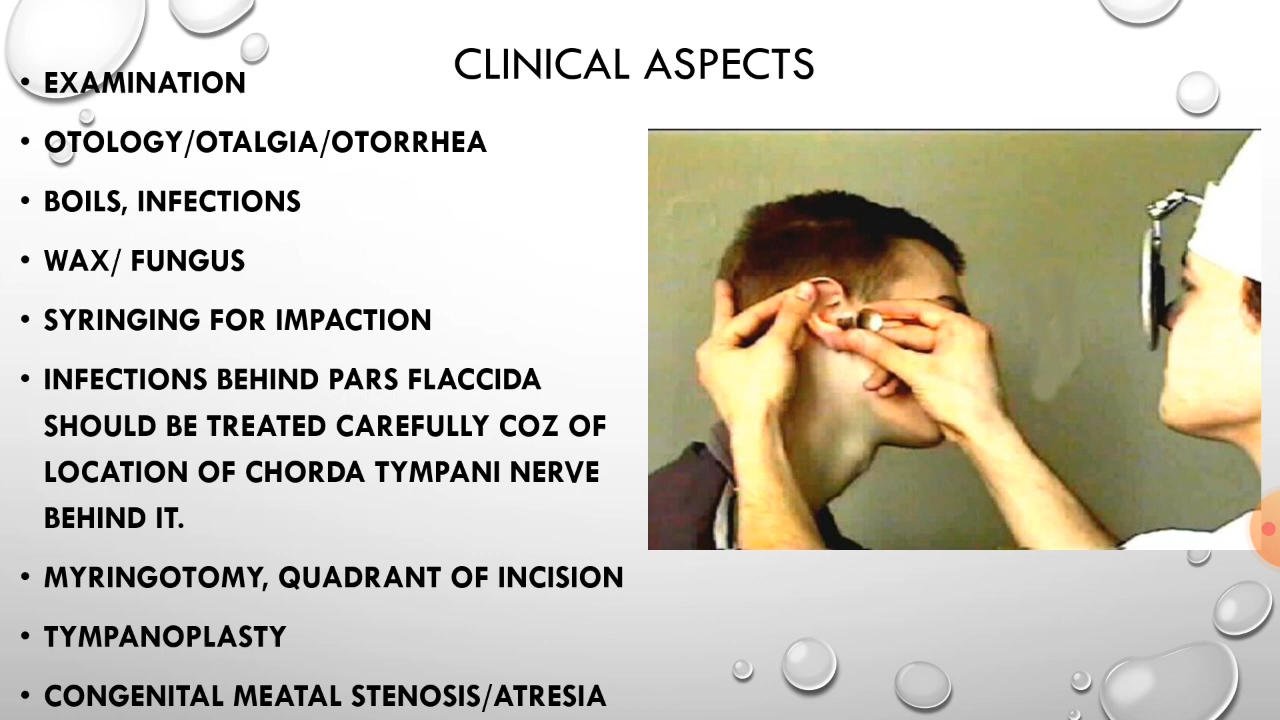 CLINICAL ASPECTS
• EXAMINATION
• OTOLOGY/OTALGIA/OTORRHEA
• BOILS, INFECTIONS
• WAX/ FUNGUS
• SYRINGING FOR IMPACTION
• INFECTIONS BEHIND PARS FLACCIDA
SHOULD BE TREATED CAREFULLY COZ OF
LOCATION OF CHORDA TYMPANI NERVE
BEHIND IT.
• MYRINGOTOMY, QUADRANT OF INCISION
• TYMPANOPLASTY
• CONGENITAL MEATAL STENOSIS/ATRESIA